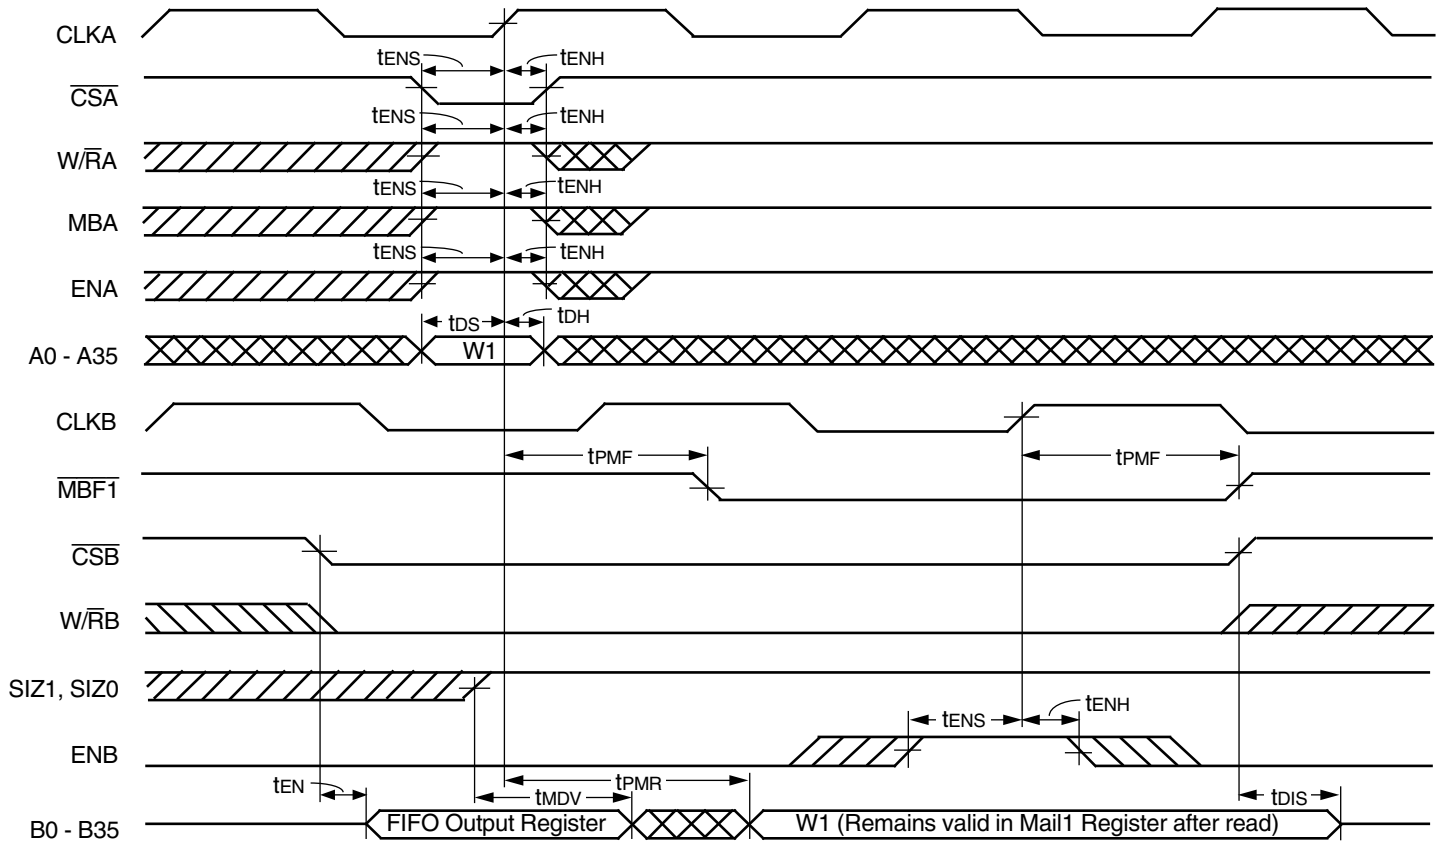 CLKA
tENS tENH
CSA
tENS tENH
W/RA
tENS tENH
MBA
tENS tENH
ENA
tDS tDH
A0 - A35 W1
CLKB
tPMF tPMF
MBF1
CSB
W/RB
SIZ1, SIZ0
tENS tENH
ENB
tEN tPMR
tMDV tDIS
B0 - B35 FIFO Output Register W1 (Remains valid in Mail1 Register after read)